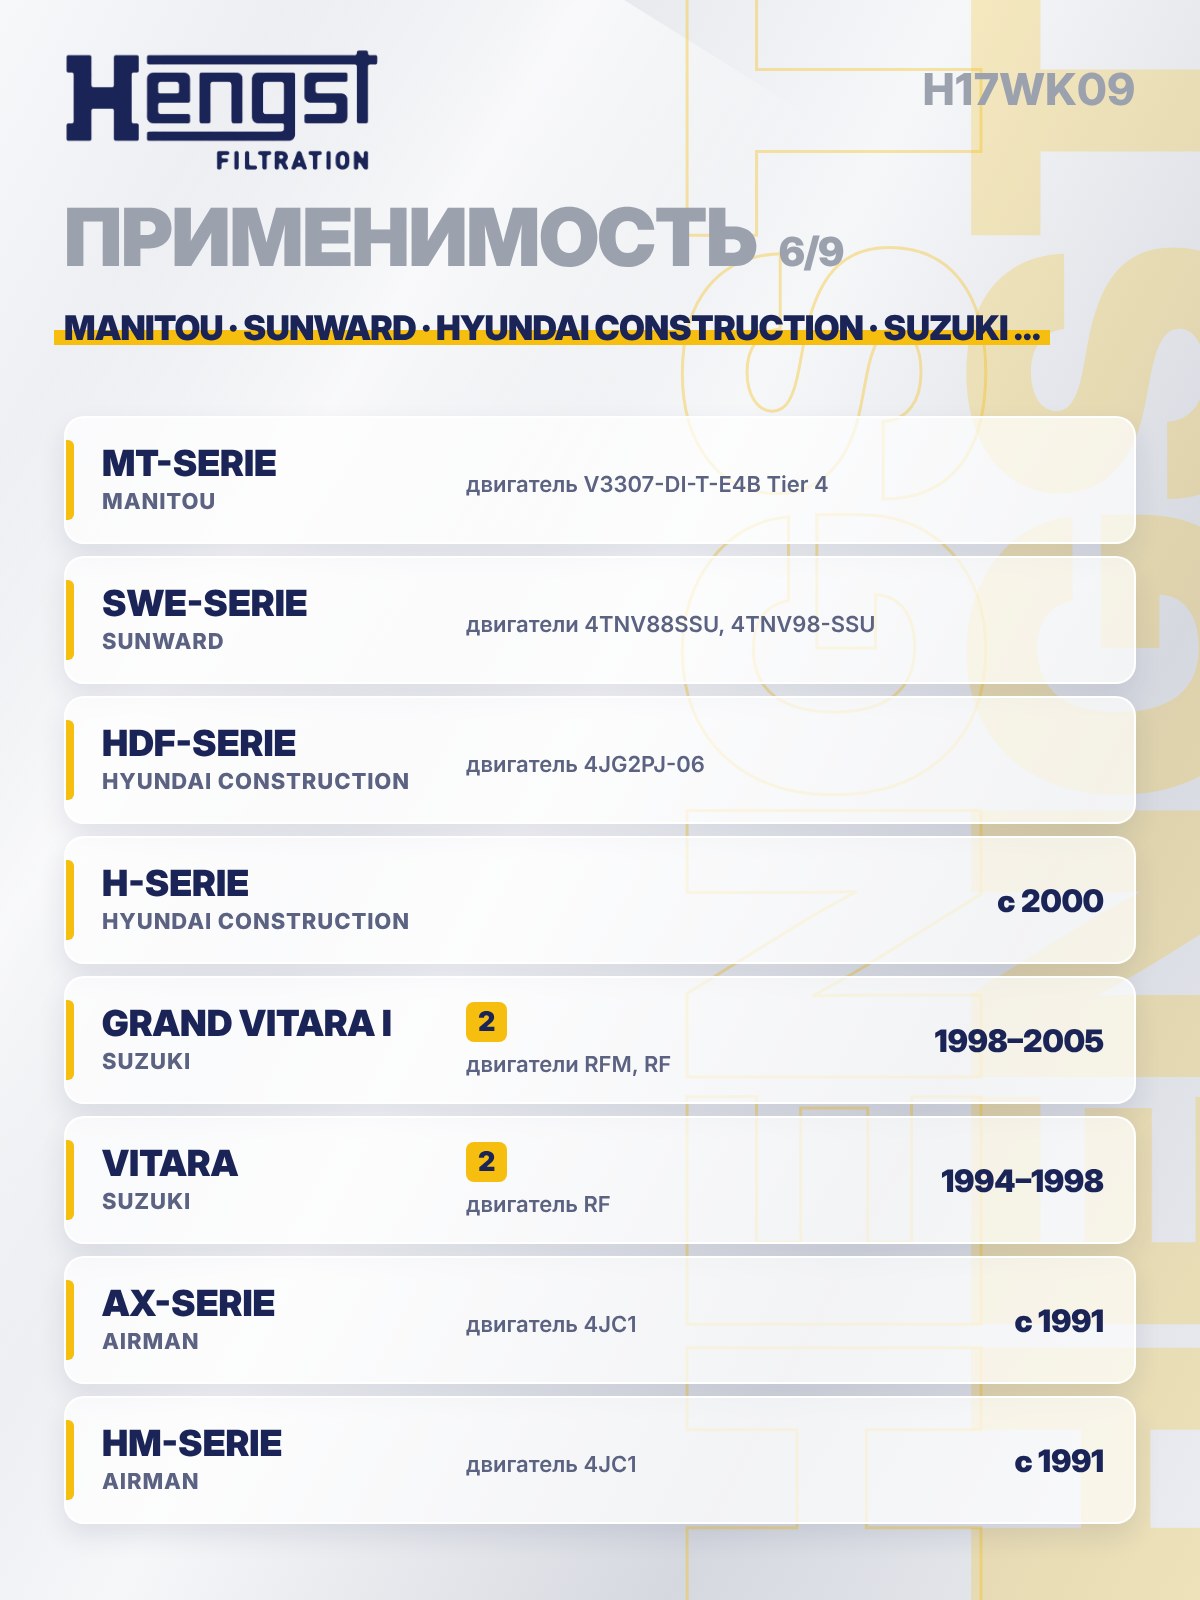 Hengst
FILTRATION
H17WK09
ПРИМЕНИМОСТЬ 6/9
MANITOU · SUNWARD · HYUNDAI CONSTRUCTION · SUZUKI ...
MT-SERIE
MANITOU
двигатель V3307-DI-T-E4B Tier 4
SWE-SERIE
SUNWARD
двигатели 4TNV88SSU, 4TNV98-SSU
HDF-SERIE
HYUNDAI CONSTRUCTION
двигатель 4JG2PJ-06
H-SERIE
HYUNDAI CONSTRUCTION
с 2000
GRAND VITARA I
SUZUKI
2
двигатели RFM, RF
1998–2005
VITARA
SUZUKI
2
двигатель RF
1994–1998
AX-SERIE
AIRMAN
двигатель 4JC1
с 1991
HM-SERIE
AIRMAN
двигатель 4JC1
с 1991
HENGST
HENGST